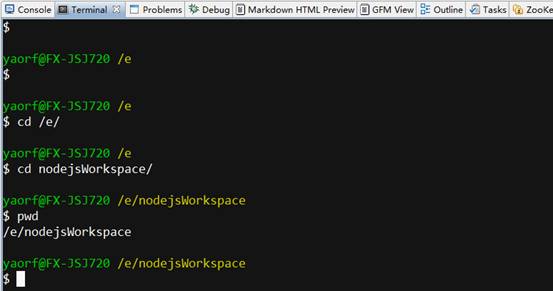 Console Terminal Problems Debug Markdown HTML Preview GFM View Outline Tasks ZooKe
$
yaorf@FX-JSJ720 /e
$
yaorf@FX-JSJ720 /e
$ cd /e/
yaorf@FX-JSJ720 /e
$ cd nodejsWorkspace/
yaorf@FX-JSJ720 /e/nodejsWorkspace
$ pwd
/e/nodejsWorkspace
yaorf@FX-JSJ720 /e/nodejsWorkspace
$